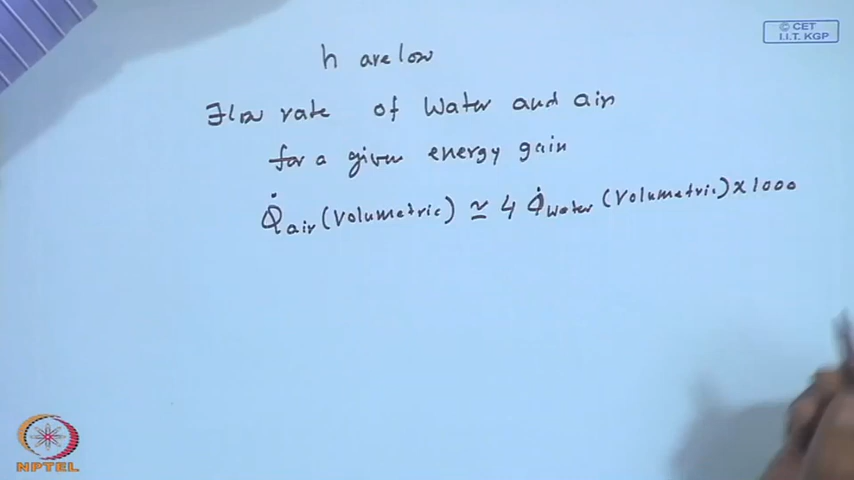 © CET
I.I.T. KGP
h are low
Flow rate of Water and air
for a given energy gain
Q̇air (Volumetric) ≃ 4 Q̇water (Volumetric) × 1000
NPTEL